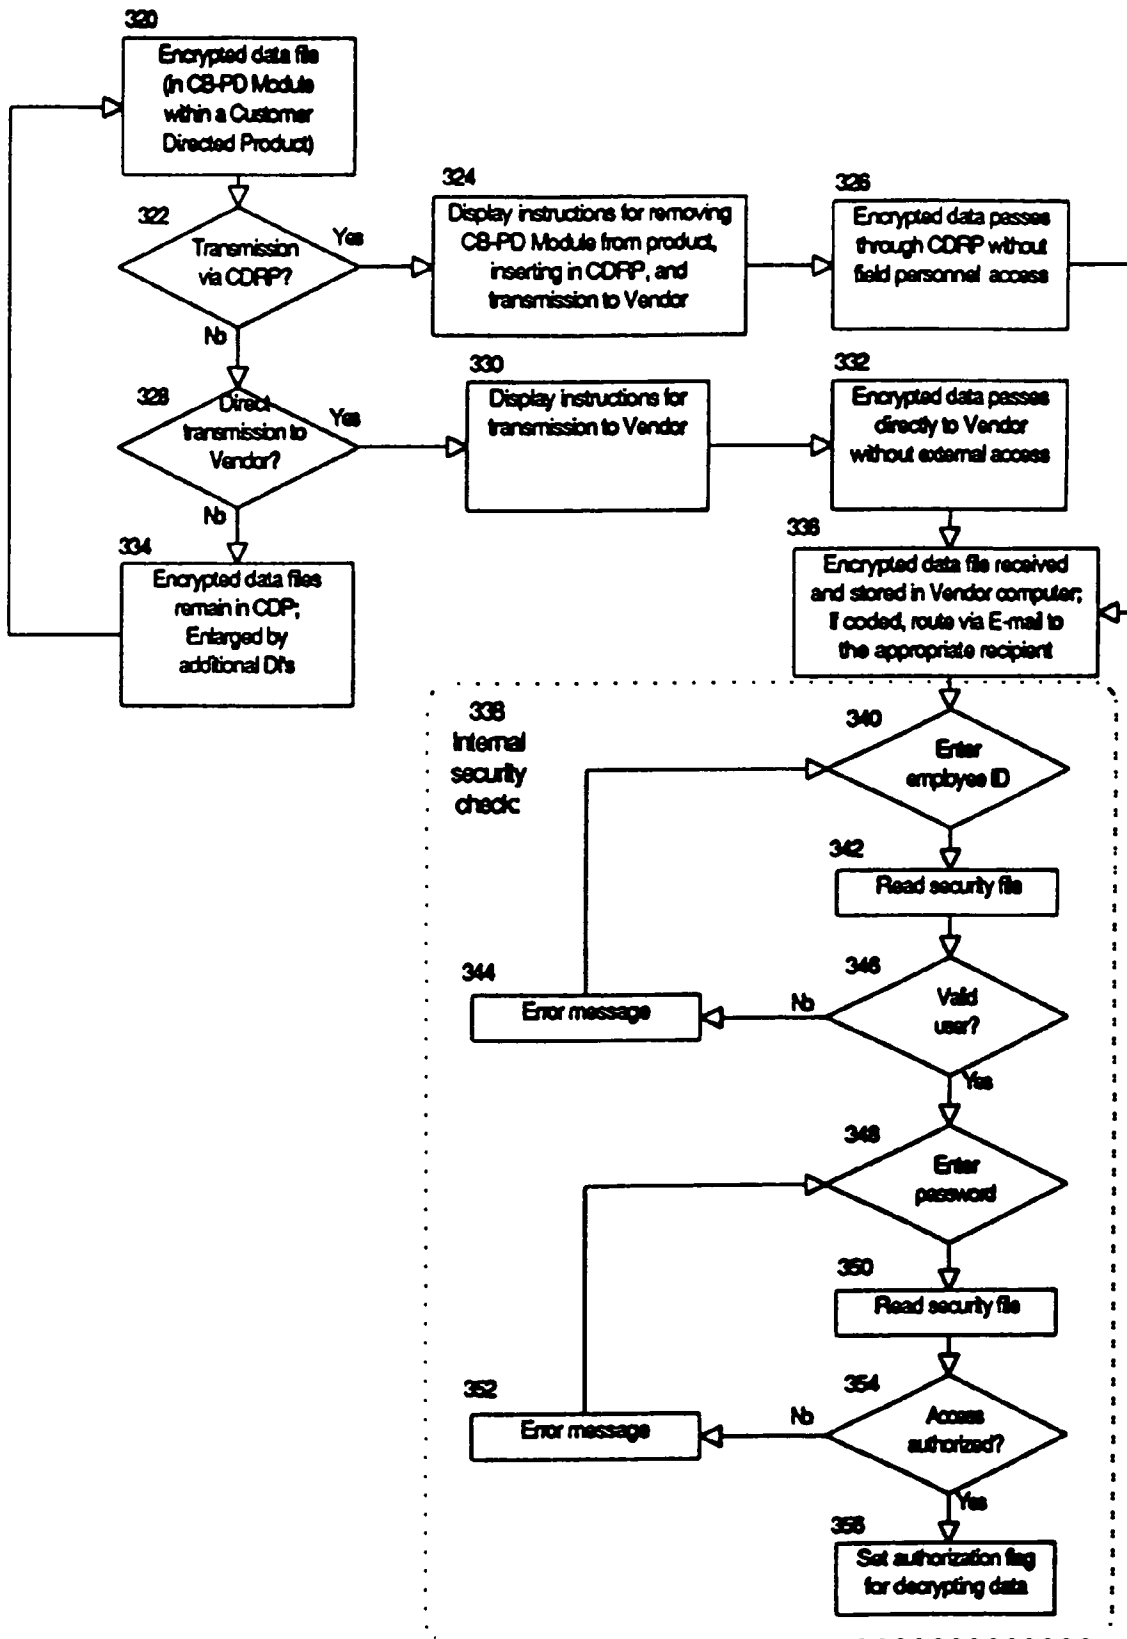 320
Encrypted data file
(in CB-PD Module
within a Customer
Directed Product)
322
Transmission
via CDRP?
Yes
No
324
Display instructions for removing
CB-PD Module from product,
inserting in CDRP, and
transmission to Vendor
326
Encrypted data passes
through CDRP without
field personnel access
328
Direct
transmission to
Vendor?
Yes
No
330
Display instructions for
transmission to Vendor
332
Encrypted data passes
directly to Vendor
without external access
334
Encrypted data files
remain in CDP;
Enlarged by
additional DI's
336
Encrypted data file received
and stored in Vendor computer;
If coded, route via E-mail to
the appropriate recipient
338
Internal
security
check:
340
Enter
employee ID
342
Read security file
344
Error message
346
Valid
user?
No
Yes
348
Enter
password
350
Read security file
352
Error message
354
Access
authorized?
No
Yes
356
Set authorization flag
for decrypting data